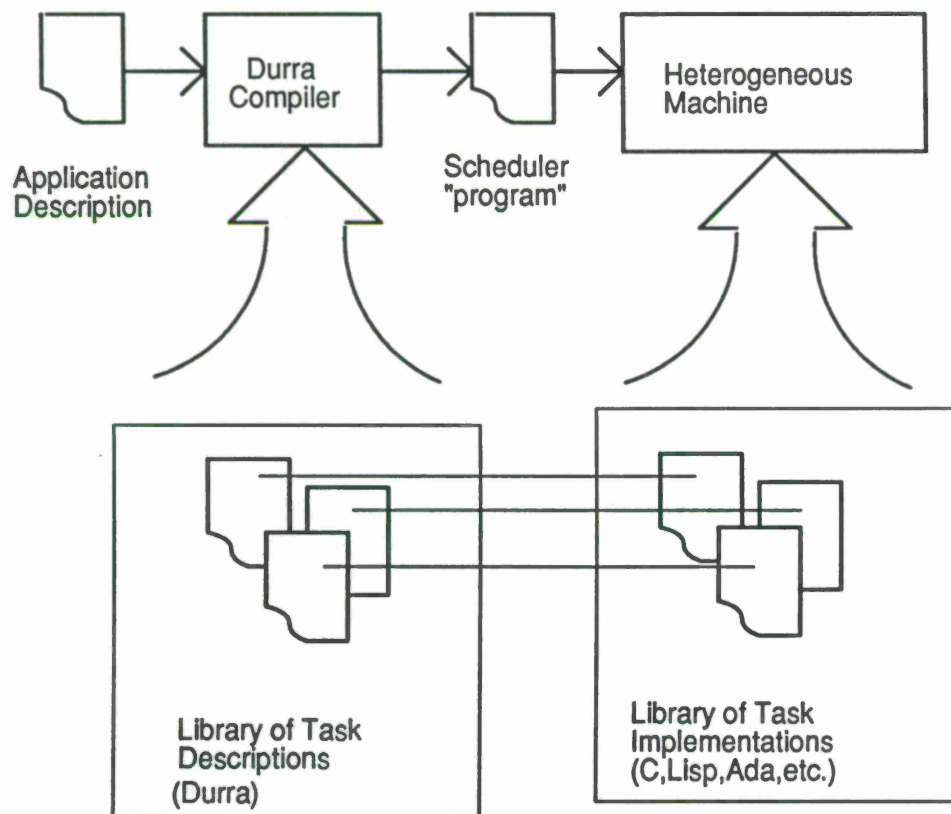 Durra
Compiler
Heterogeneous
Machine
Application
Description
Scheduler
"program"
Library of Task
Descriptions
(Durra)
Library of Task
Implementations
(C,Lisp,Ada,etc.)